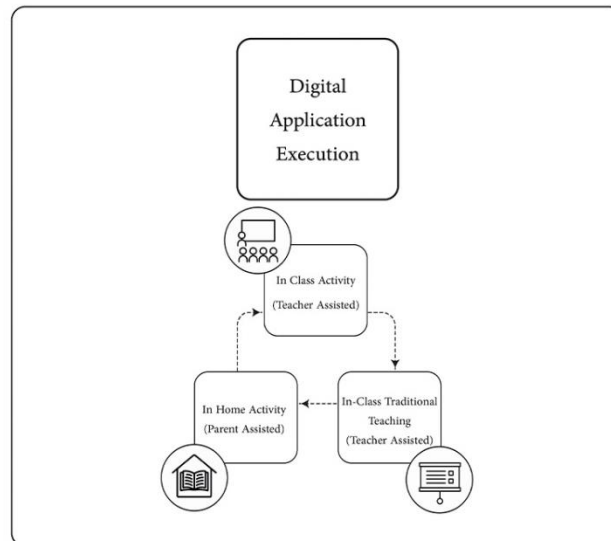 Digital
Application
Execution
In Class Activity
(Teacher Assisted)
In Home Activity
(Parent Assisted)
In-Class Traditional
Teaching
(Teacher Assisted)